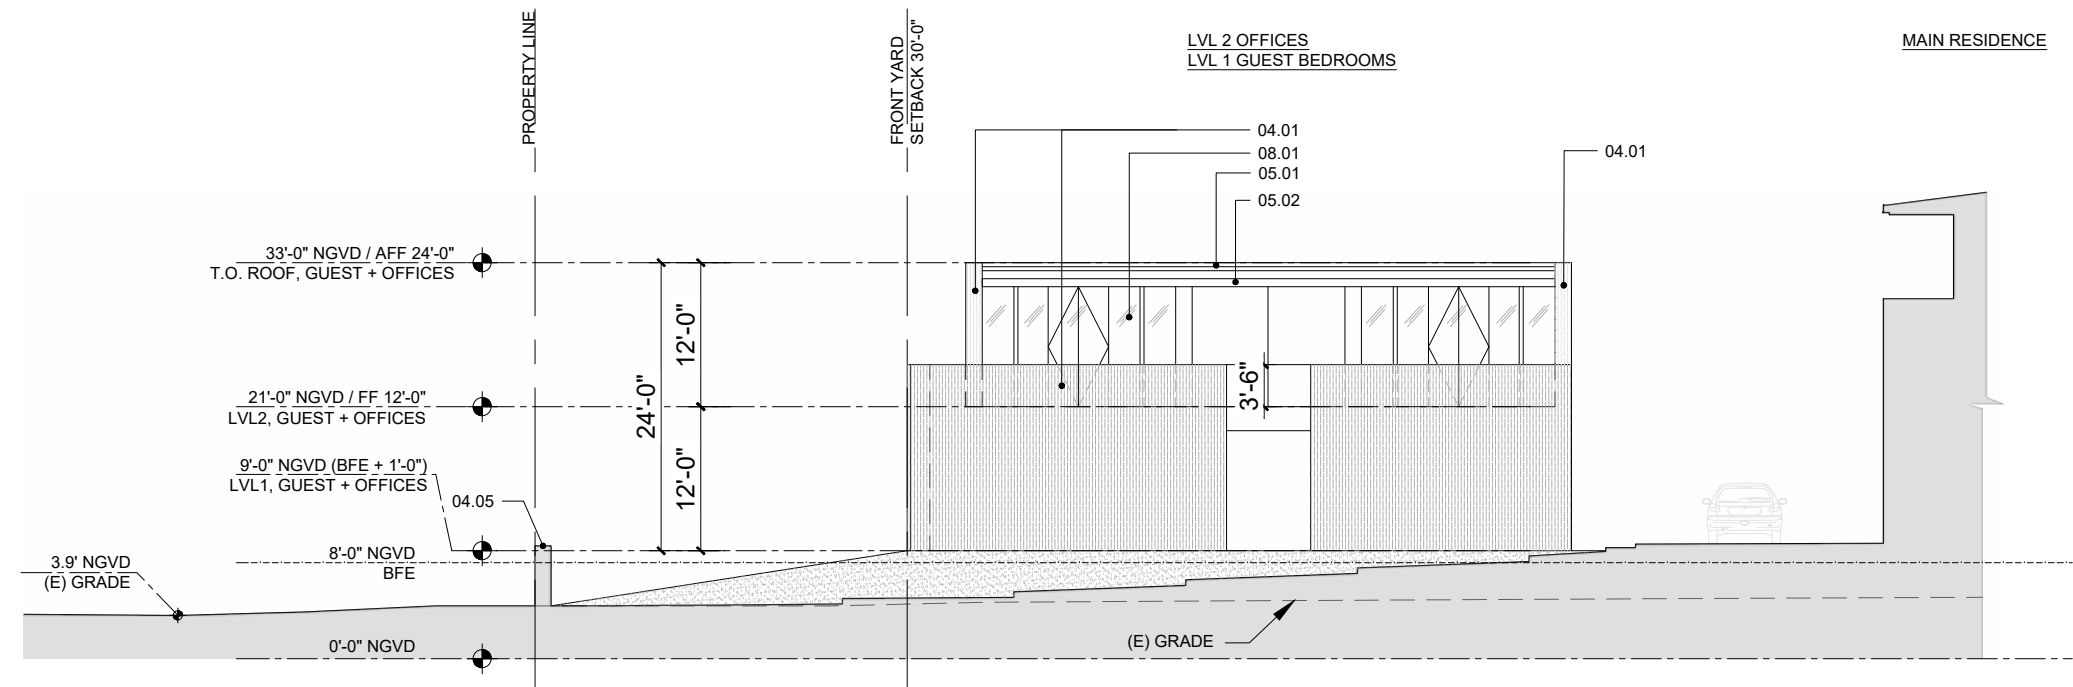 PROPERTY LINE
FRONT YARD
SETBACK 30'-0"
LVL 2 OFFICES
LVL 1 GUEST BEDROOMS
MAIN RESIDENCE
04.01
08.01
05.01
05.02
04.01
33'-0" NGVD / AFF 24'-0"
T.O. ROOF, GUEST + OFFICES
12'-0"
24'-0"
3'-6"
21'-0" NGVD / FF 12'-0"
LVL2, GUEST + OFFICES
12'-0"
9'-0" NGVD (BFE + 1'-0")
LVL1, GUEST + OFFICES
04.05
8'-0" NGVD
BFE
3.9' NGVD
(E) GRADE
(E) GRADE
0'-0" NGVD